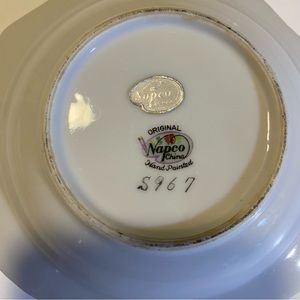 Napco
ORIGINAL
Napco
China
Hand Painted
S967